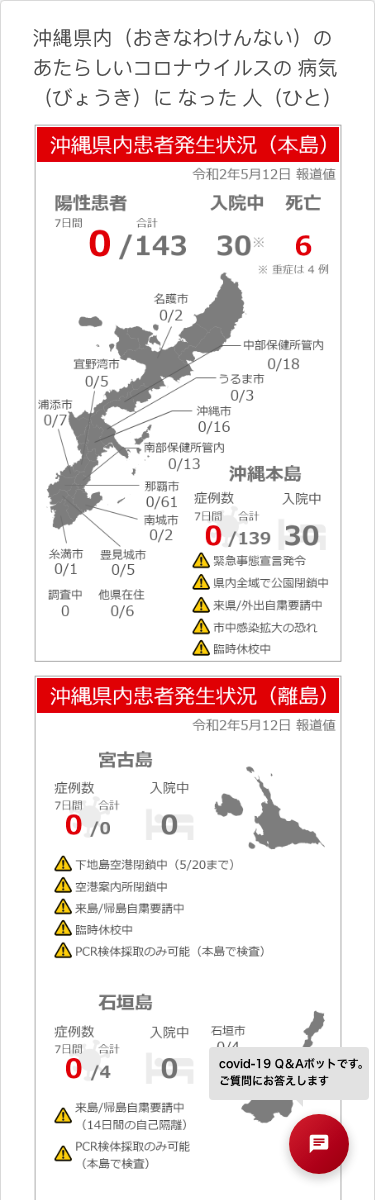 沖縄県内（おきなわけんない）の
あたらしいコロナウイルスの 病気
（びょうき）に なった 人（ひと）
沖縄県内患者発生状況（本島）
令和2年5月12日 報道値
陽性患者 入院中 死亡
7日間 合計
0 /143 30※ 6
※ 重症は 4 例
名護市
0/2
中部保健所管内
0/18
宜野湾市
0/5
うるま市
0/3
浦添市
0/7
沖縄市
0/16
南部保健所管内
0/13
那覇市
0/61
南城市
0/2
糸満市
0/1
豊見城市
0/5
調査中
0
他県在住
0/6
沖縄本島
症例数 入院中
7日間 合計
0 /139 30
緊急事態宣言発令
県内全域で公園閉鎖中
来県/外出自粛要請中
市中感染拡大の恐れ
臨時休校中
沖縄県内患者発生状況（離島）
令和2年5月12日 報道値
宮古島
症例数 入院中
7日間 合計
0 /0 0
下地島空港閉鎖中（5/20まで）
空港案内所閉鎖中
来島/帰島自粛要請中
臨時休校中
PCR検体採取のみ可能（本島で検査）
石垣島
症例数 入院中
7日間 合計
0 /4 0
石垣市
0/4
来島/帰島自粛要請中
（14日間の自己隔離）
PCR検体採取のみ可能
（本島で検査）
covid-19 Q&Aボットです。
ご質問にお答えします